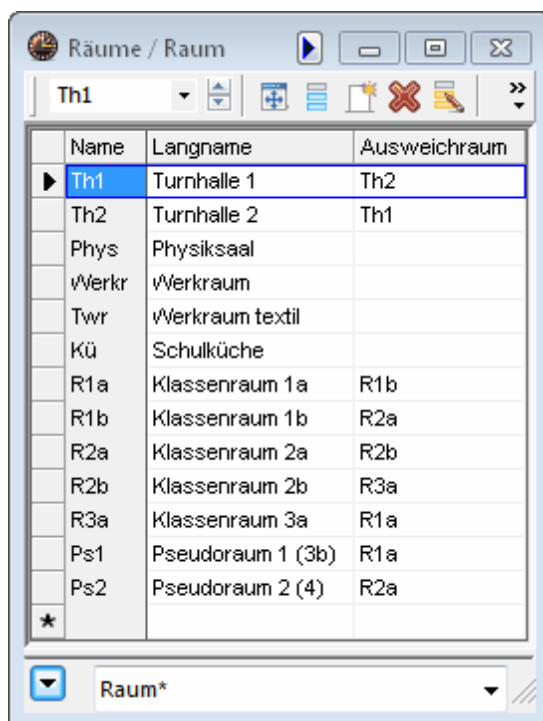 Räume / Raum
Th1
Name Langname Ausweichraum
Th1 Turnhalle 1 Th2
Th2 Turnhalle 2 Th1
Phys Physiksaal
Werkr Werkraum
Twr Werkraum textil
Kü Schulküche
R1a Klassenraum 1a R1b
R1b Klassenraum 1b R2a
R2a Klassenraum 2a R2b
R2b Klassenraum 2b R3a
R3a Klassenraum 3a R1a
Ps1 Pseudoraum 1 (3b) R1a
Ps2 Pseudoraum 2 (4) R2a
Raum*